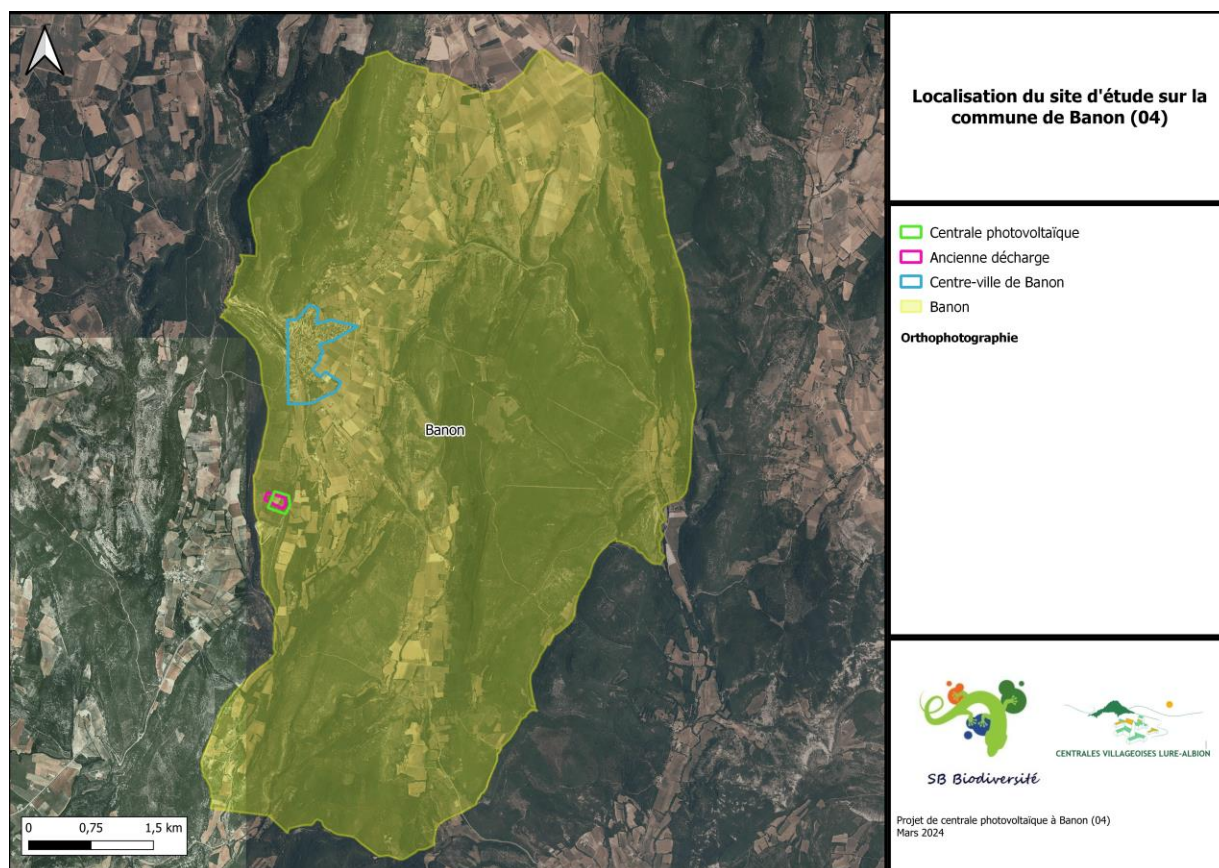 Localisation du site d'étude sur la
commune de Banon (04)
Centrale photovoltaïque
Ancienne décharge
Centre-ville de Banon
Banon
Orthophotographie
Banon
0 0,75 1,5 km
SB Biodiversité
CENTRALES VILLAGEOISES LURE-ALBION
Projet de centrale photovoltaïque à Banon (04)
Mars 2024